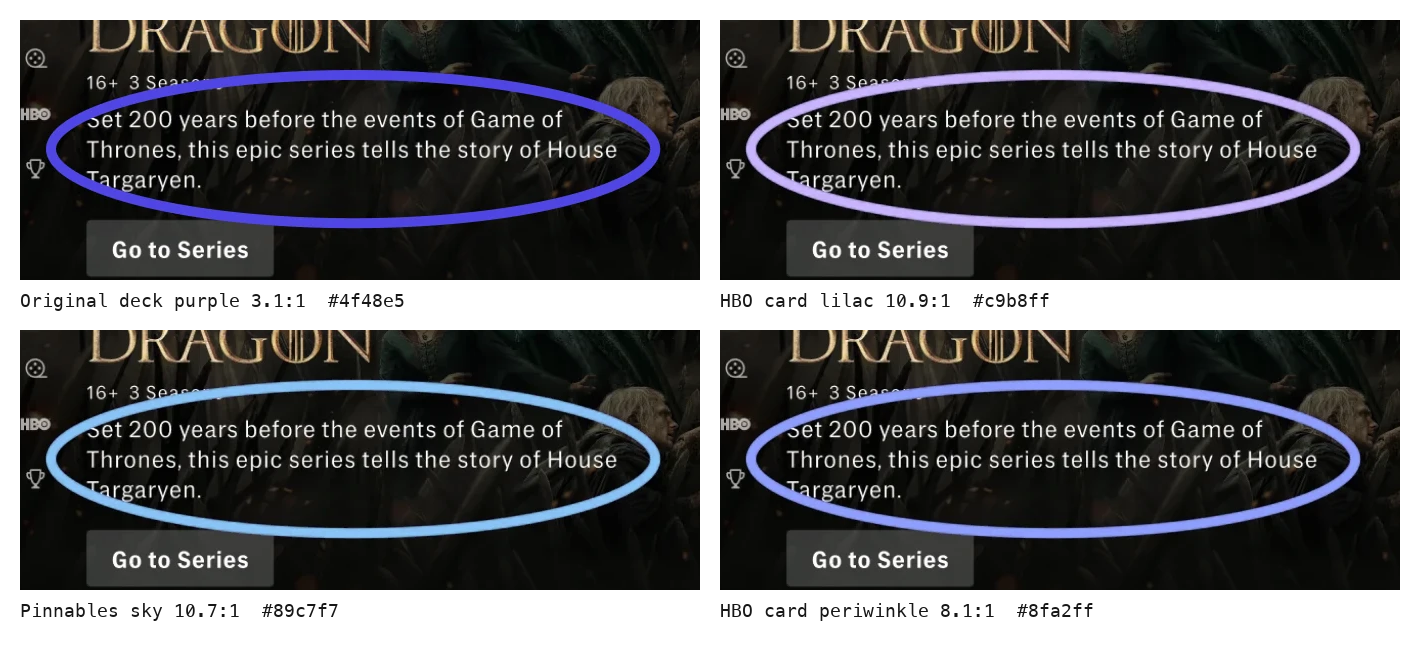 DRAGON
16+ 3 Seasons
HBO
Set 200 years before the events of Game of
Thrones, this epic series tells the story of House
Targaryen.
Go to Series
Original deck purple 3.1:1 #4f48e5
DRAGON
16+ 3 Seasons
HBO
Set 200 years before the events of Game of
Thrones, this epic series tells the story of House
Targaryen.
Go to Series
HBO card lilac 10.9:1 #c9b8ff
DRAGON
16+ 3 Seasons
HBO
Set 200 years before the events of Game of
Thrones, this epic series tells the story of House
Targaryen.
Go to Series
Pinnables sky 10.7:1 #89c7f7
DRAGON
16+ 3 Seasons
HBO
Set 200 years before the events of Game of
Thrones, this epic series tells the story of House
Targaryen.
Go to Series
HBO card periwinkle 8.1:1 #8fa2ff